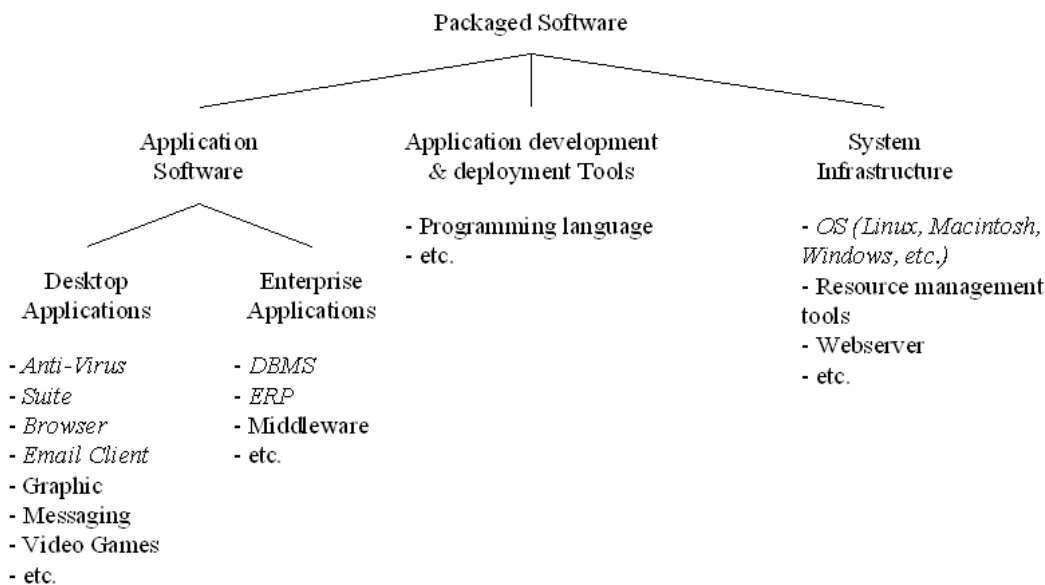 Packaged Software
Application
Software
Application development
& deployment Tools
System
Infrastructure
- Programming language
- etc.
- OS (Linux, Macintosh,
Windows, etc.)
- Resource management
tools
- Webserver
- etc.
Desktop
Applications
Enterprise
Applications
- Anti-Virus
- Suite
- Browser
- Email Client
- Graphic
- Messaging
- Video Games
- etc.
- DBMS
- ERP
- Middleware
- etc.